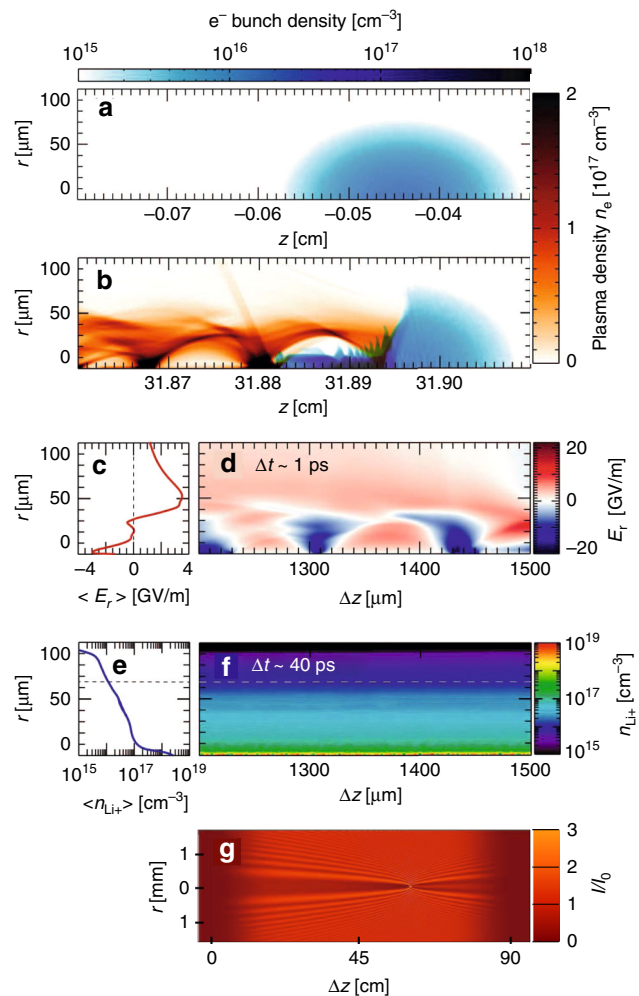 e⁻ bunch density [cm⁻³]
10¹⁵ 10¹⁶ 10¹⁷ 10¹⁸
a
r [μm]
100
50
0
−0.07 −0.06 −0.05 −0.04
z [cm]
b
r [μm]
100
50
0
31.87 31.88 31.89 31.90
z [cm]
2
1
0
Plasma density nₑ [10¹⁷ cm⁻³]
c
r [μm]
100
50
0
−4 0 4
< Eᵣ > [GV/m]
d Δt ~ 1 ps
1300 1400 1500
Δz [μm]
20
0
−20
Eᵣ [GV/m]
e
r [μm]
100
50
0
10¹⁵ 10¹⁷ 10¹⁹
<n_Li+> [cm⁻³]
f Δt ~ 40 ps
1300 1400 1500
Δz [μm]
10¹⁹
10¹⁷
10¹⁵
n_Li+ [cm⁻³]
g
r [mm]
1
0
1
0 45 90
Δz [cm]
3
2
1
0
I/I₀